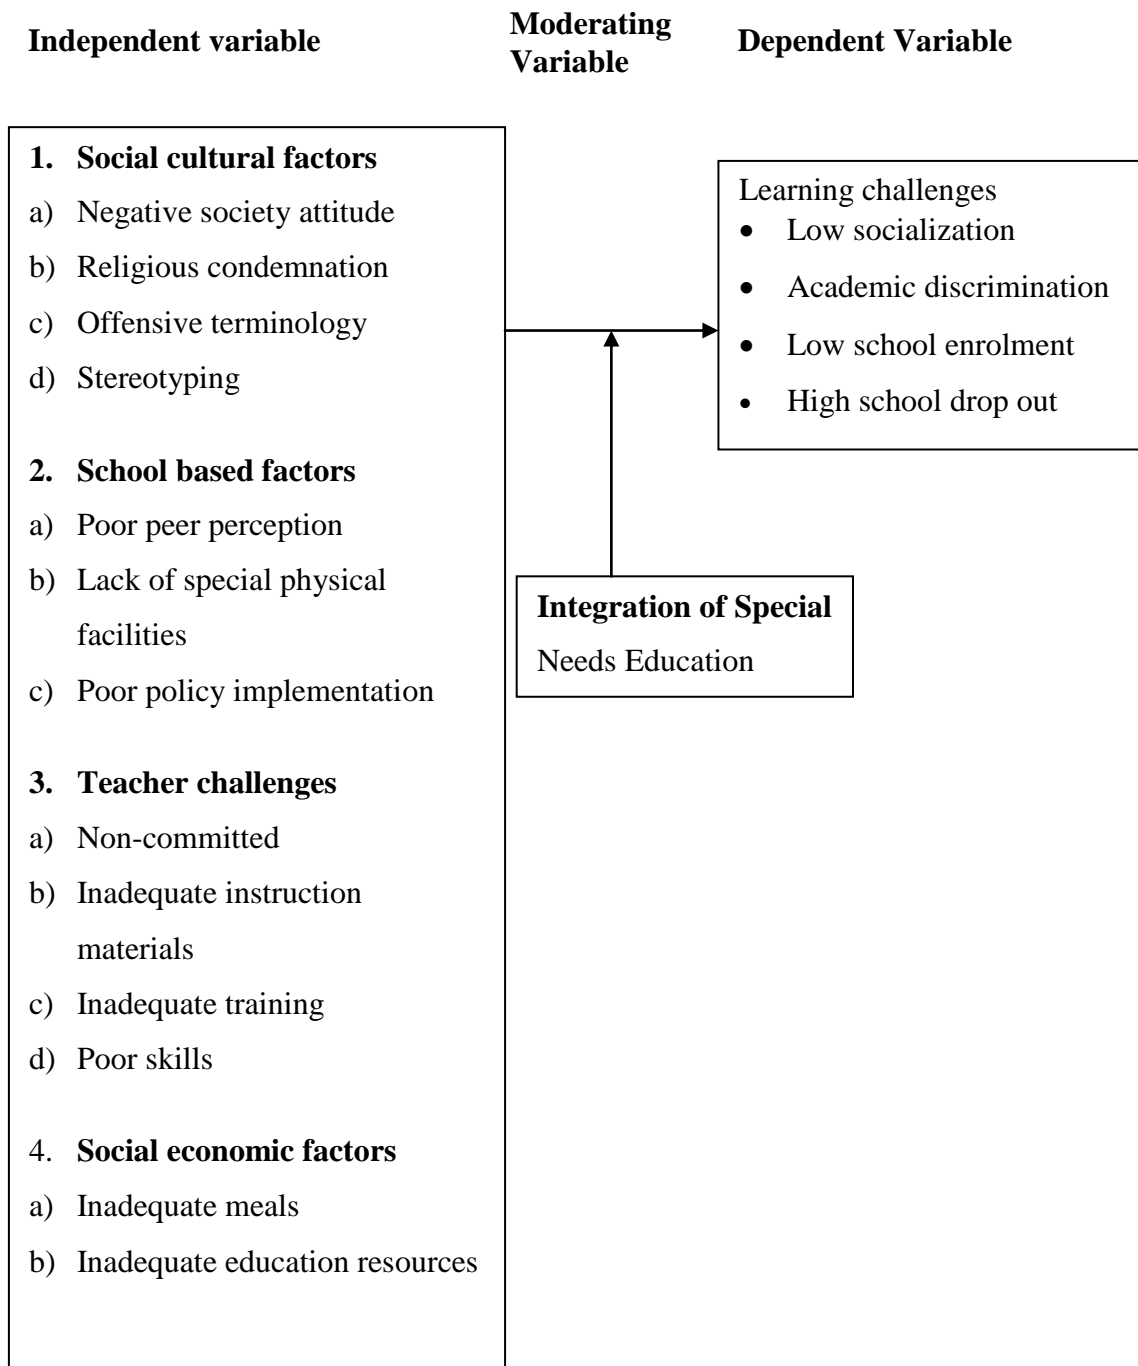 Independent variable
Moderating
Variable
Dependent Variable
1. Social cultural factors
a) Negative society attitude
b) Religious condemnation
c) Offensive terminology
d) Stereotyping
2. School based factors
a) Poor peer perception
b) Lack of special physical
facilities
c) Poor policy implementation
3. Teacher challenges
a) Non-committed
b) Inadequate instruction
materials
c) Inadequate training
d) Poor skills
4. Social economic factors
a) Inadequate meals
b) Inadequate education resources
Integration of Special
Needs Education
Learning challenges
• Low socialization
• Academic discrimination
• Low school enrolment
• High school drop out